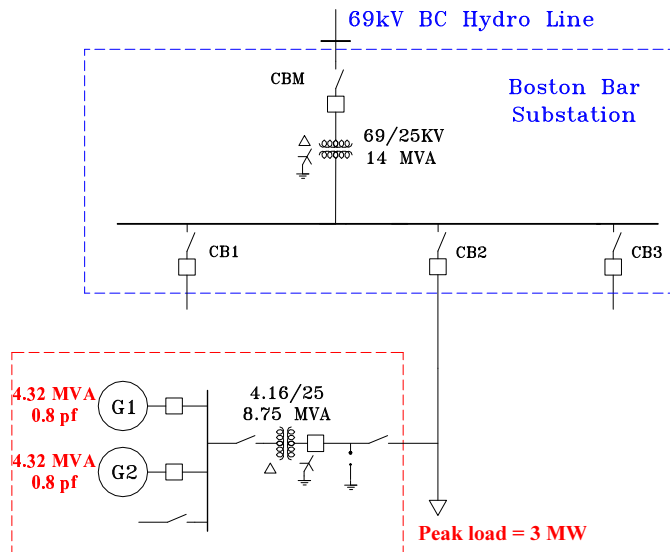 69kV BC Hydro Line
CBM
Boston Bar
Substation
69/25KV
14 MVA
CB1
CB2
CB3
4.32 MVA
0.8 pf
G1
4.16/25
8.75 MVA
4.32 MVA
0.8 pf
G2
Peak load = 3 MW